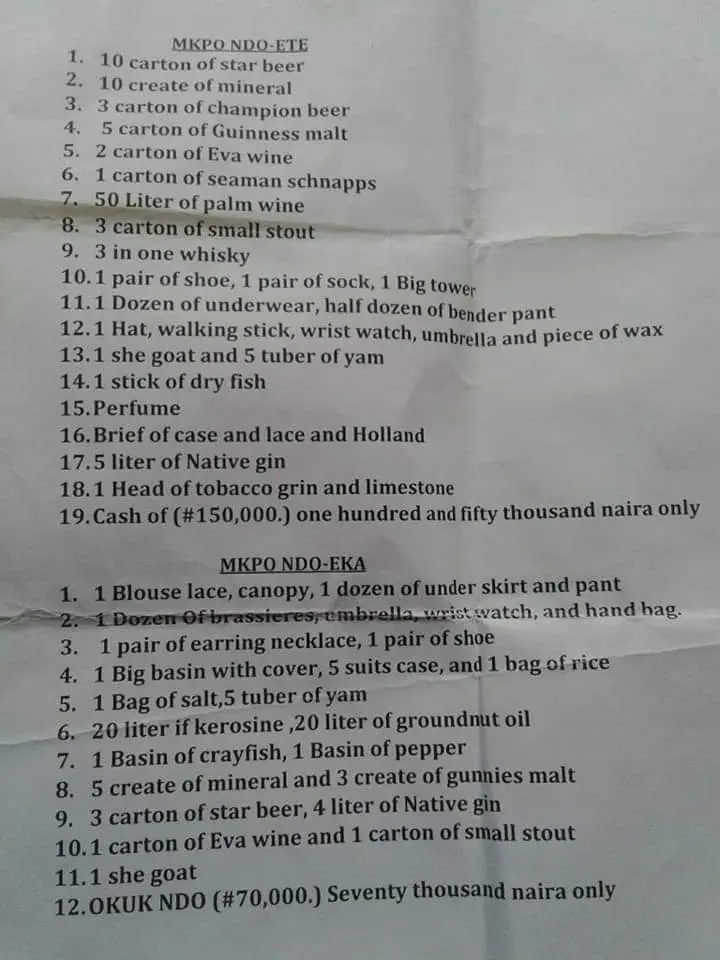 MKPO NDO-ETE
1. 10 carton of star beer
2. 10 create of mineral
3. 3 carton of champion beer
4. 5 carton of Guinness malt
5. 2 carton of Eva wine
6. 1 carton of seaman schnapps
7. 50 Liter of palm wine
8. 3 carton of small stout
9. 3 in one whisky
10. 1 pair of shoe, 1 pair of sock, 1 Big tower
11. 1 Dozen of underwear, half dozen of bender pant
12. 1 Hat, walking stick, wrist watch, umbrella and piece of wax
13. 1 she goat and 5 tuber of yam
14. 1 stick of dry fish
15. Perfume
16. Brief of case and lace and Holland
17. 5 liter of Native gin
18. 1 Head of tobacco grin and limestone
19. Cash of (#150,000.) one hundred and fifty thousand naira only
MKPO NDO-EKA
1. 1 Blouse lace, canopy, 1 dozen of under skirt and pant
2. 1 Dozen Of brassieres, umbrella, wrist watch, and hand bag.
3. 1 pair of earring necklace, 1 pair of shoe
4. 1 Big basin with cover, 5 suits case, and 1 bag of rice
5. 1 Bag of salt,5 tuber of yam
6. 20 liter if kerosine ,20 liter of groundnut oil
7. 1 Basin of crayfish, 1 Basin of pepper
8. 5 create of mineral and 3 create of gunnies malt
9. 3 carton of star beer, 4 liter of Native gin
10. 1 carton of Eva wine and 1 carton of small stout
11. 1 she goat
12. OKUK NDO (#70,000.) Seventy thousand naira only